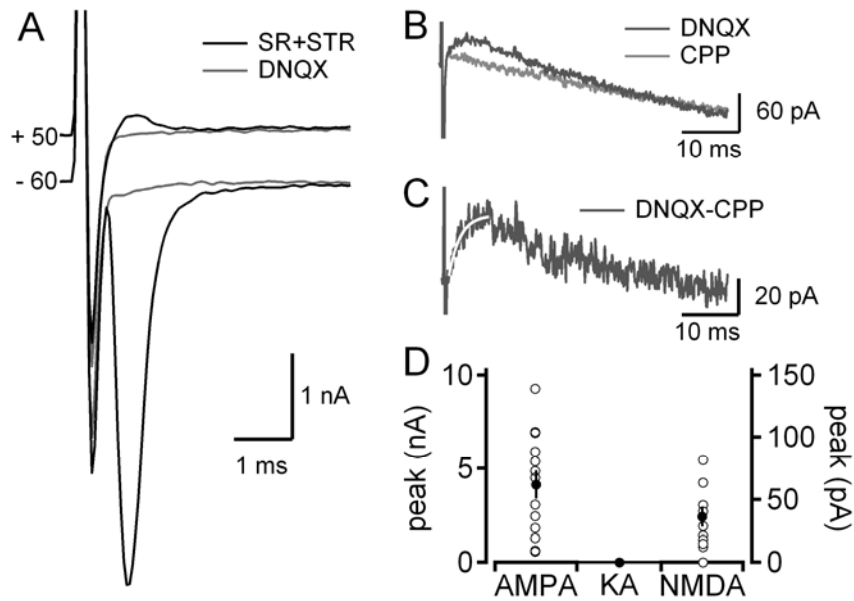 A
SR+STR
DNQX
+ 50
- 60
1 nA
1 ms
B
DNQX
CPP
60 pA
10 ms
C
DNQX-CPP
20 pA
10 ms
D
10
5
0
peak (nA)
150
100
50
0
peak (pA)
AMPA KA NMDA